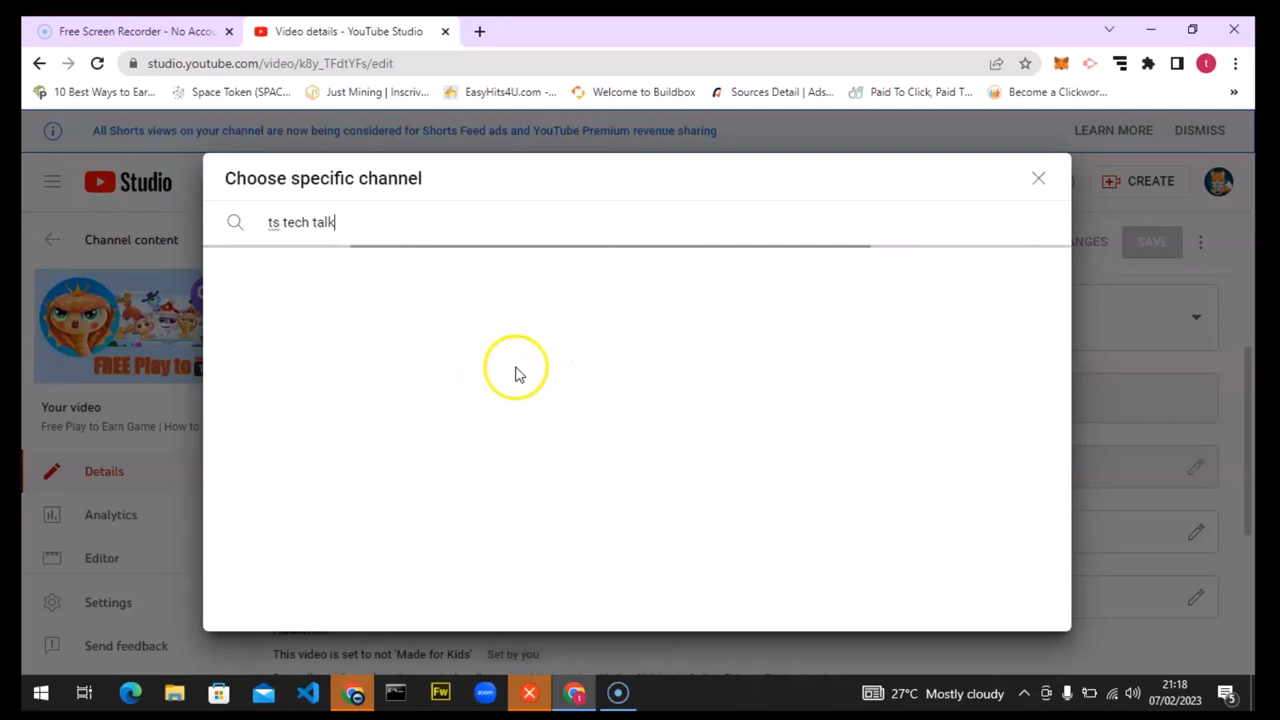 Free Screen Recorder - No Accou
Video details - YouTube Studio
studio.youtube.com/video/k8y_TFdtYFs/edit
t
10 Best Ways to Ear...
Space Token (SPAC...
Just Mining | Inscriv...
EasyHits4U.com -...
Welcome to Buildbox
Sources Detail | Ads...
Paid To Click, Paid T...
Become a Clickwor...
»
All Shorts views on your channel are now being considered for Shorts Feed ads and YouTube Premium revenue sharing
LEARN MORE
DISMISS
Studio
Choose specific channel
CREATE
ts tech talk
Channel content
ANGES
SAVE
FREE Play to
Your video
Free Play to Earn Game | How to
Details
Analytics
Editor
Settings
Send feedback
This video is set to not 'Made for Kids'
Set by you
Fw
zoom
27°C Mostly cloudy
21:18
07/02/2023
5